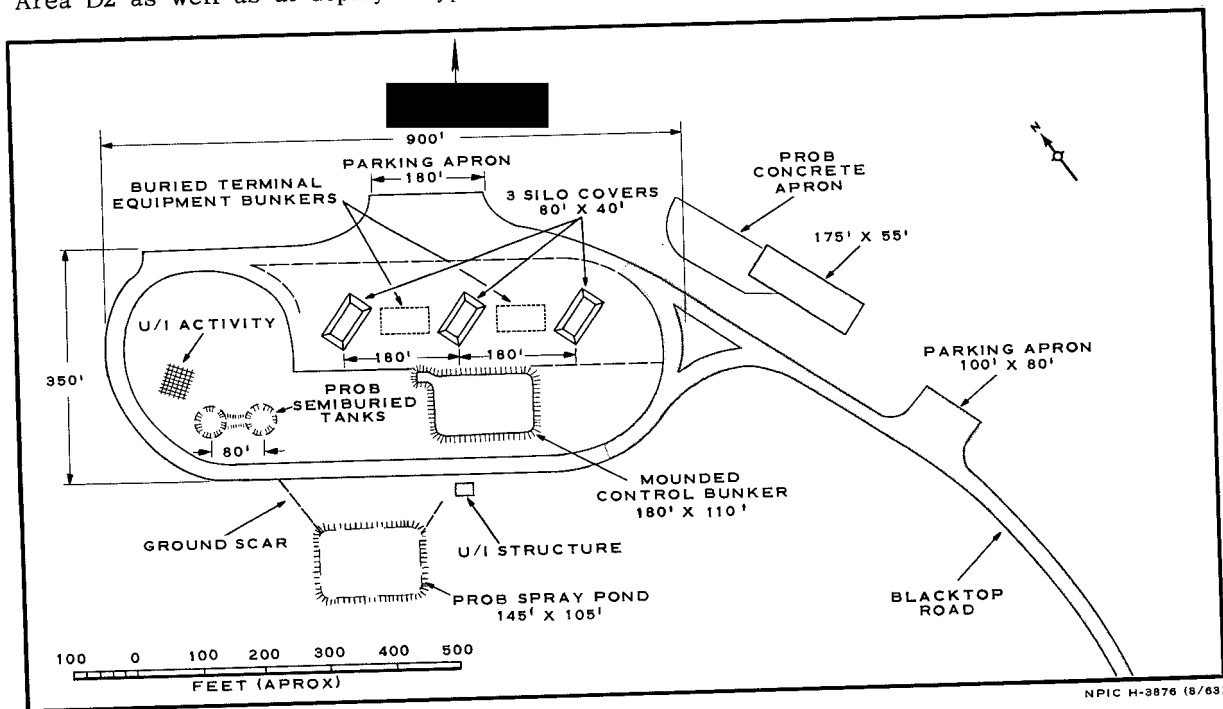 Area D2 as well as at deploy
900'
PARKING APRON
180'
BURIED TERMINAL
EQUIPMENT BUNKERS
3 SILO COVERS
80' X 40'
N
PROB
CONCRETE
APRON
175' X 55'
U/I ACTIVITY
180'
180'
350'
PROB
SEMIBURIED
TANKS
80'
PARKING APRON
100' X 80'
MOUNDED
CONTROL BUNKER
180' X 110'
GROUND SCAR
U/I STRUCTURE
PROB SPRAY POND
145' X 105'
BLACKTOP
ROAD
100 0 100 200 300 400 500
FEET (APROX)
NPIC H-3876 (8/63)